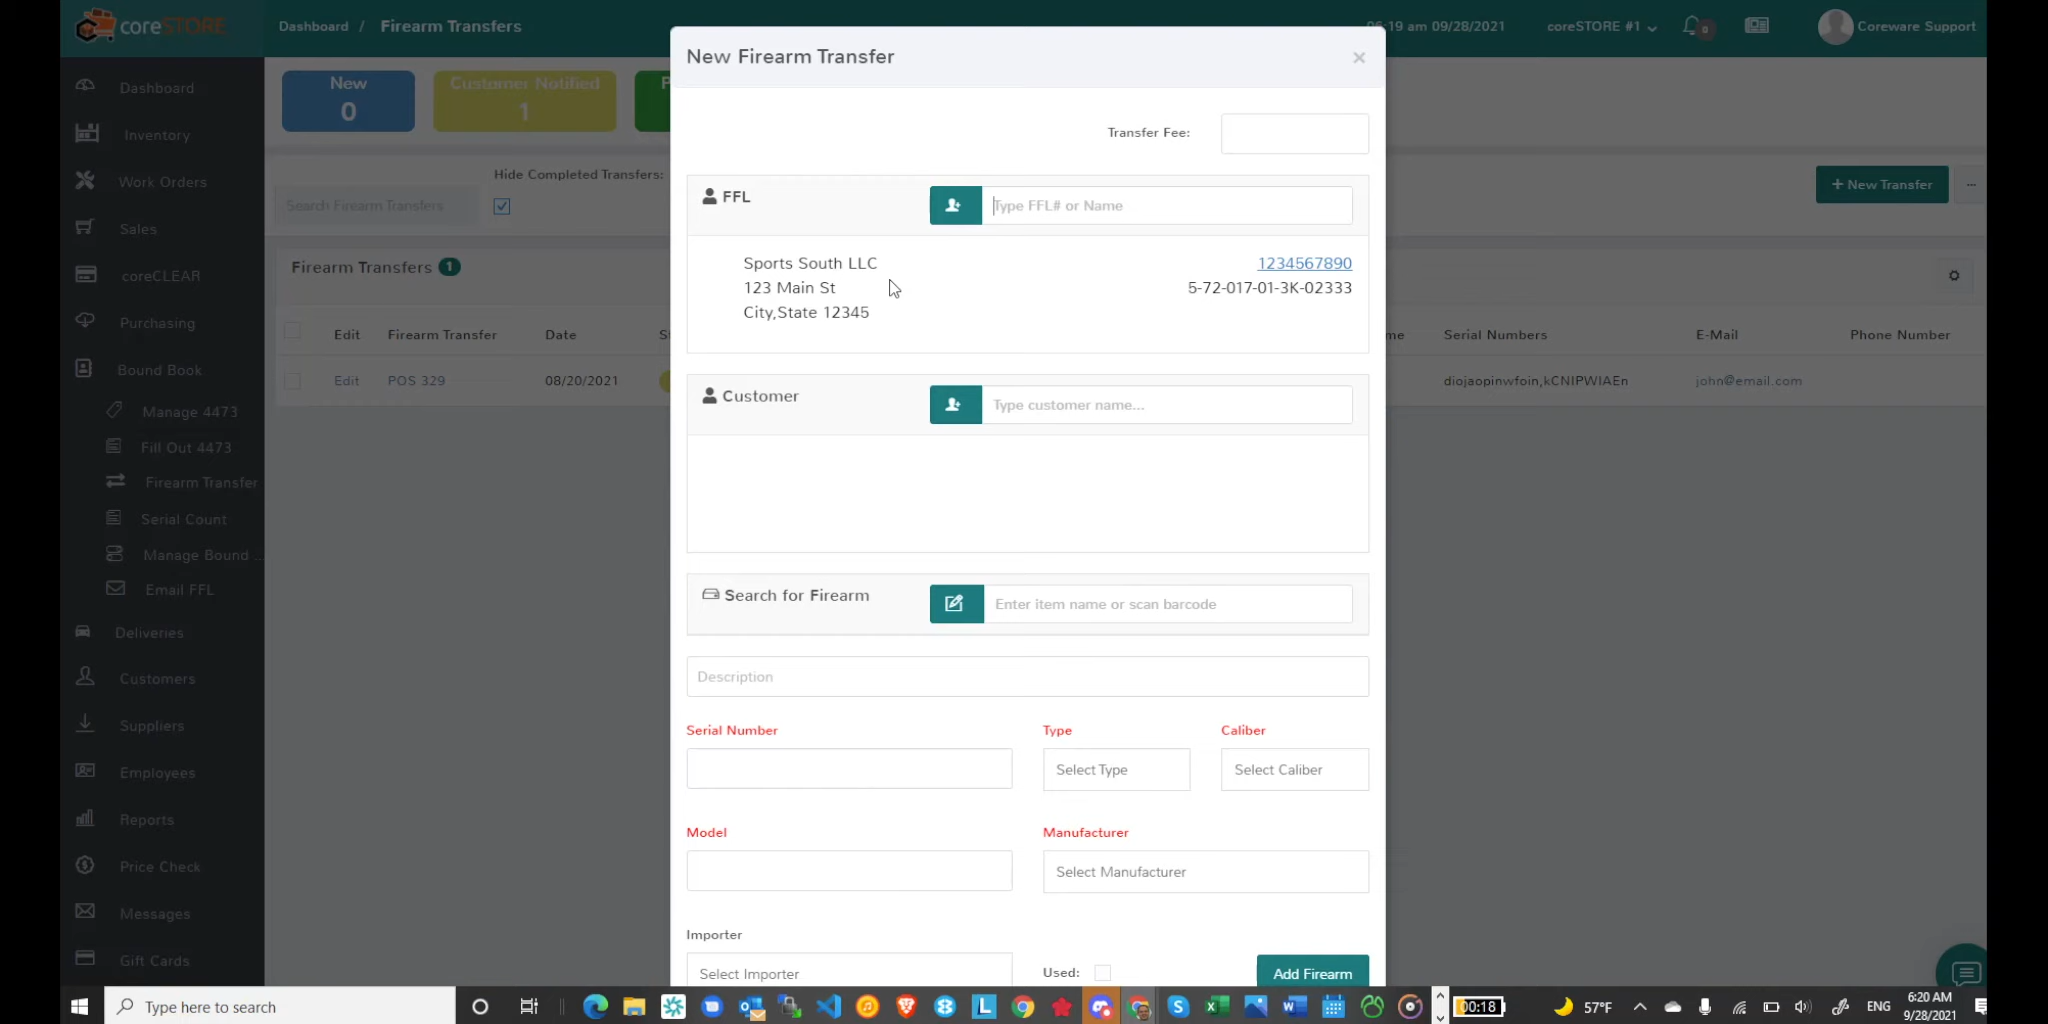 coreSTORE
Dashboard / Firearm Transfers
19 am 09/28/2021
coreSTORE #1
0
Coreware Support
Dashboard
Inventory
Work Orders
Sales
coreCLEAR
Purchasing
Bound Book
Manage 4473
Fill Out 4473
Firearm Transfer
Serial Count
Manage Bound ...
Email FFL
Deliveries
Customers
Suppliers
Employees
Reports
Price Check
Messages
Gift Cards
New
0
Customer Notified
1
P
Search Firearm Transfers
Hide Completed Transfers:
+ New Transfer
...
Firearm Transfers 1
Edit Firearm Transfer Date me Serial Numbers E-Mail Phone Number
Edit POS 329 08/20/2021 diojaopinwfoin,kCNIPWIAEn john@email.com
New Firearm Transfer
×
Transfer Fee:
FFL
Type FFL# or Name
Sports South LLC 1234567890
123 Main St 5-72-017-01-3K-02333
City,State 12345
Customer
Type customer name...
Search for Firearm
Enter item name or scan barcode
Description
Serial Number Type Caliber
Select Type Select Caliber
Model Manufacturer
Select Manufacturer
Importer
Select Importer
Used:
Add Firearm
Type here to search
00:18
57°F
ENG
6:20 AM
9/28/2021